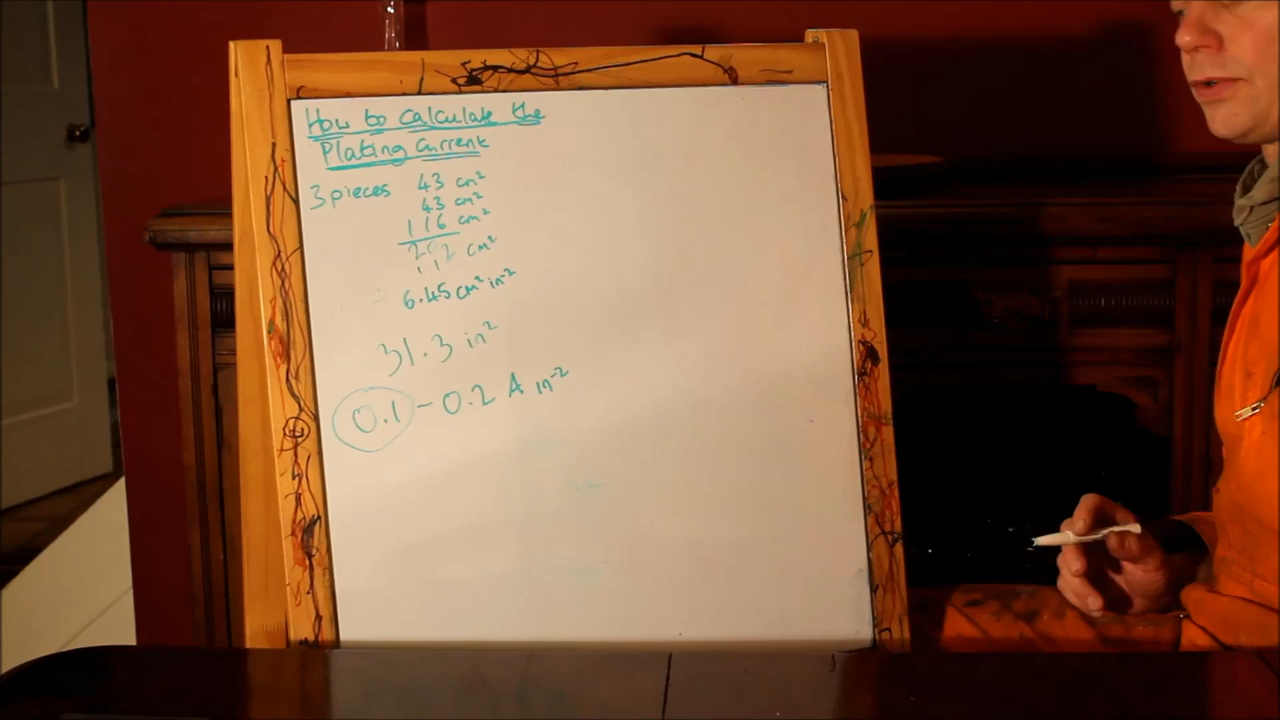 How to calculate the
Plating current
3 pieces 43 cm²
43 cm²
116 cm²
202 cm²
6.45 cm² in⁻²
31.3 in²
0.1 - 0.2 A in⁻²